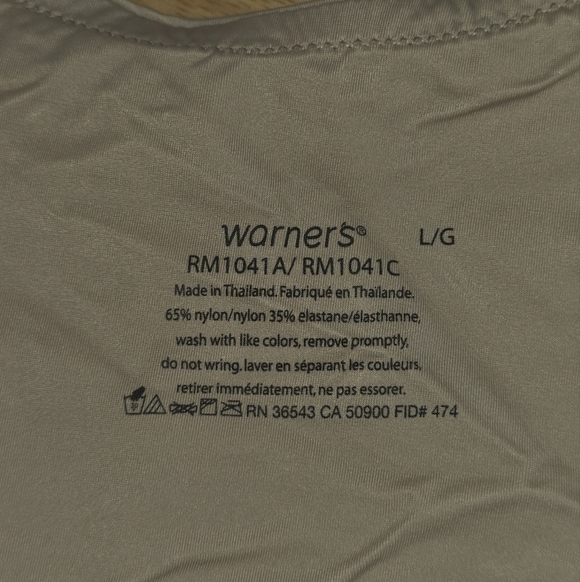 warner's® L/G
RM1041A/ RM1041C
Made in Thailand. Fabriqué en Thaïlande.
65% nylon/nylon 35% elastane/élasthanne,
wash with like colors, remove promptly,
do not wring. laver en séparant les couleurs,
retirer immédiatement, ne pas essorer.
RN 36543 CA 50900 FID# 474